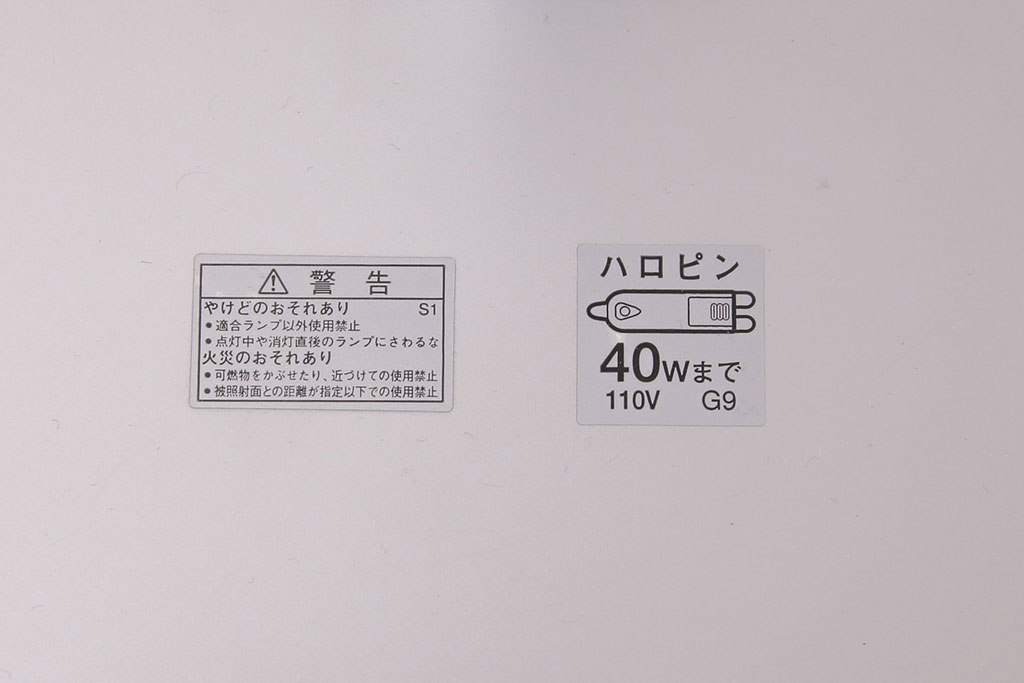 ⚠ 警告
やけどのおそれあり S1
●適合ランプ以外使用禁止
●点灯中や消灯直後のランプにさわるな
火災のおそれあり
●可燃物をかぶせたり、近づけての使用禁止
●被照射面との距離が指定以下での使用禁止
ハロピン
40Wまで
110V G9